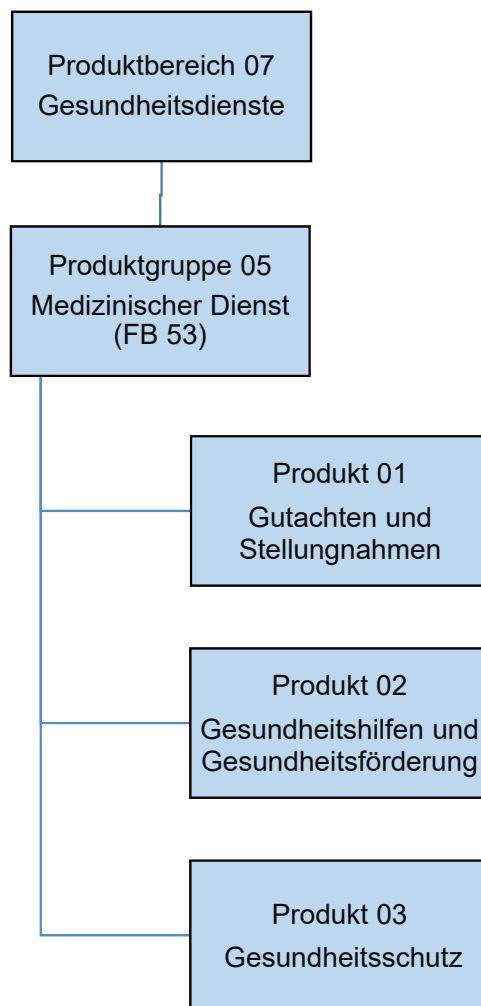 Produktbereich 07
Gesundheitsdienste
Produktgruppe 05
Medizinischer Dienst
(FB 53)
Produkt 01
Gutachten und
Stellungnahmen
Produkt 02
Gesundheitshilfen und
Gesundheitsförderung
Produkt 03
Gesundheitsschutz